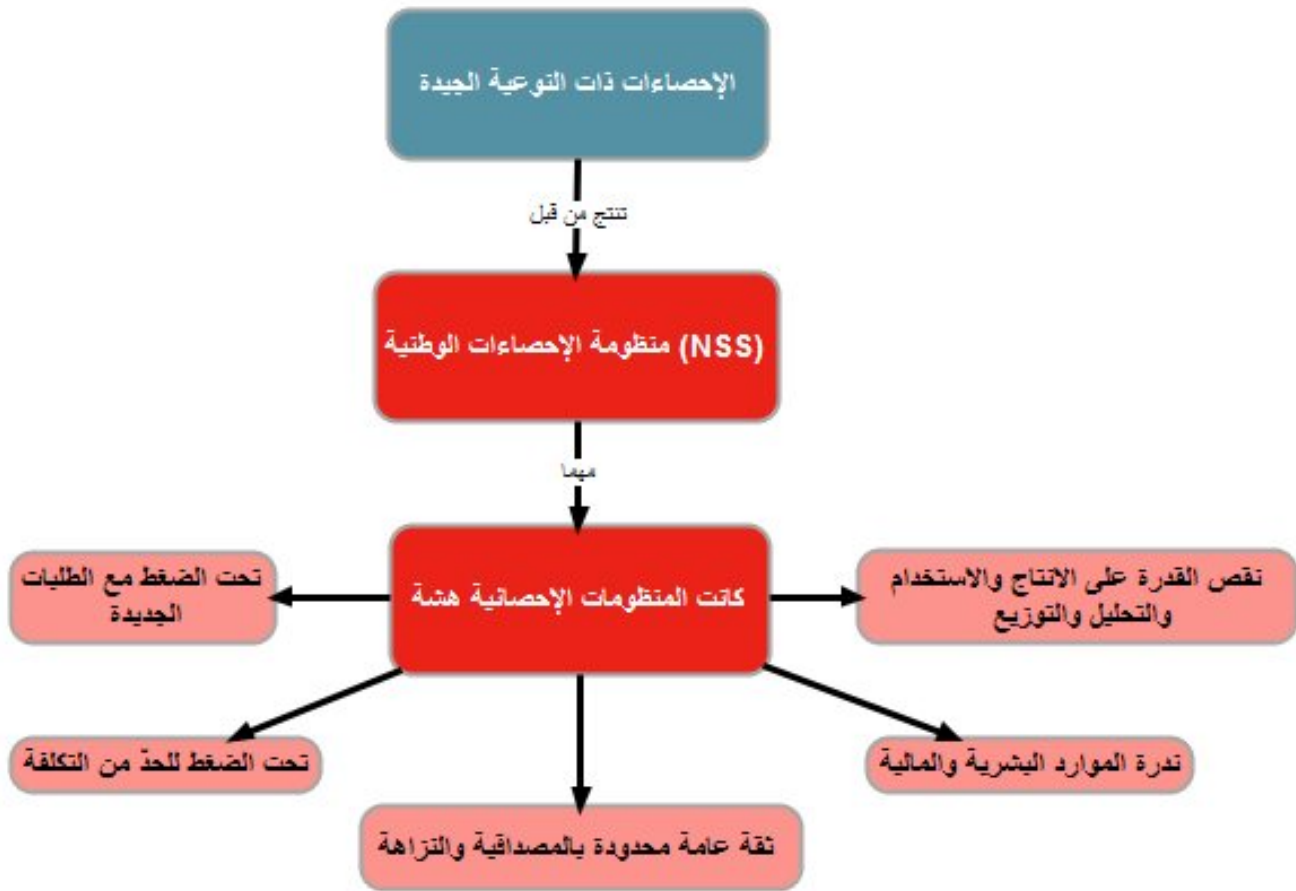 الإحصاءات ذات النوعية الجيدة
تنتج من قبل
(NSS) منظومة الإحصاءات الوطنية
مهما
كانت المنظومات الإحصائية هشة
نقص القدرة على الانتاج والاستخدام
والتحليل والتوزيع
تحت الضغط مع الطلبات
الجديدة
ندرة الموارد البشرية والمالية
تحت الضغط للحدّ من التكلفة
ثقة عامة محدودة بالمصداقية والنزاهة